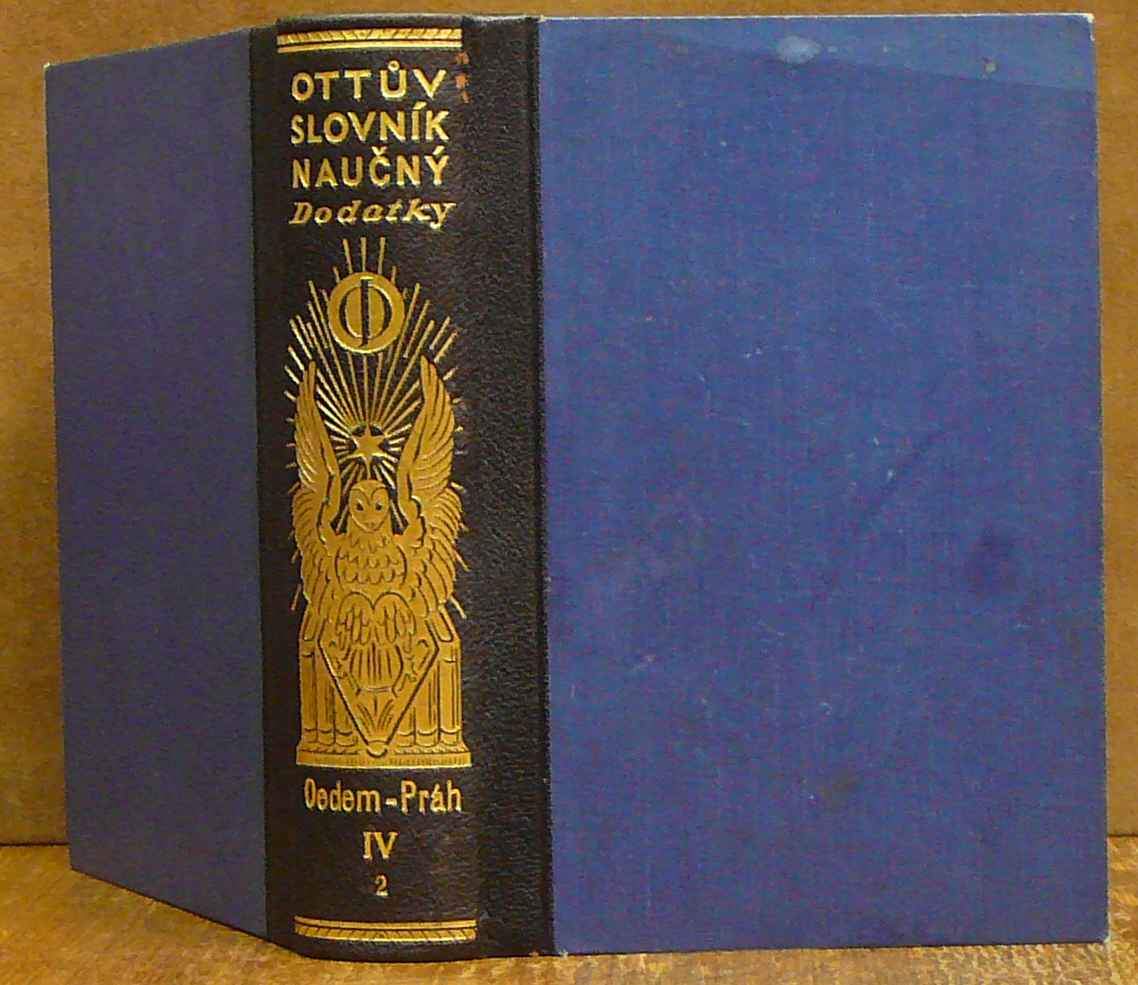 OTTŮV
SLOVNÍK
NAUČNÝ
Dodatky
Oedem-Práh
IV
2